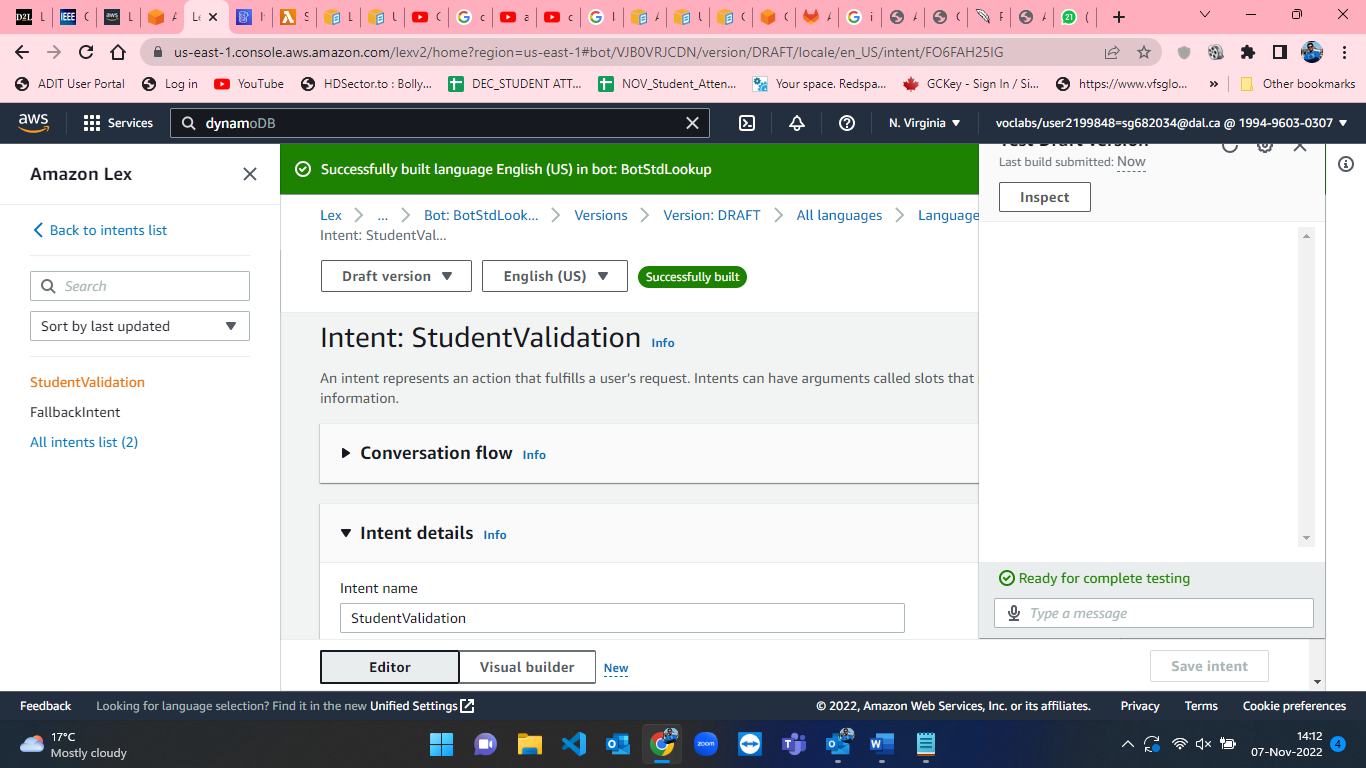 D2L L
IEEE C
aws L
A
Le
It
S
L
U
C
G c
a
c
G l
A
U
C
C
A
G i
A
C
F
A
21 (
us-east-1.console.aws.amazon.com/lexv2/home?region=us-east-1#bot/VJB0VRJCDN/version/DRAFT/locale/en_US/intent/FO6FAH25IG
ADIT User Portal
Log in
YouTube
HDSector.to : Bolly...
DEC_STUDENT ATT...
NOV_Student_Atten...
Your space. Redspa...
GCKey - Sign In / Si...
https://www.vfsglo...
»
Other bookmarks
aws
Services
dynamoDB
N. Virginia
voclabs/user2199848=sg682034@dal.ca @ 1994-9603-0307
Amazon Lex
Back to intents list
Search
Sort by last updated
StudentValidation
FallbackIntent
All intents list (2)
Successfully built language English (US) in bot: BotStdLookup
Lex > ... > Bot: BotStdLook... > Versions > Version: DRAFT > All languages > Language
Intent: StudentVal...
Draft version
English (US)
Successfully built
Intent: StudentValidation Info
An intent represents an action that fulfills a user's request. Intents can have arguments called slots that
information.
Conversation flow Info
Intent details Info
Intent name
StudentValidation
Editor
Visual builder
New
Save intent
Test Draft version
Last build submitted: Now
Inspect
Ready for complete testing
Type a message
Feedback
Looking for language selection? Find it in the new Unified Settings
© 2022, Amazon Web Services, Inc. or its affiliates.
Privacy
Terms
Cookie preferences
17°C
Mostly cloudy
zoom
14:12
07-Nov-2022
4